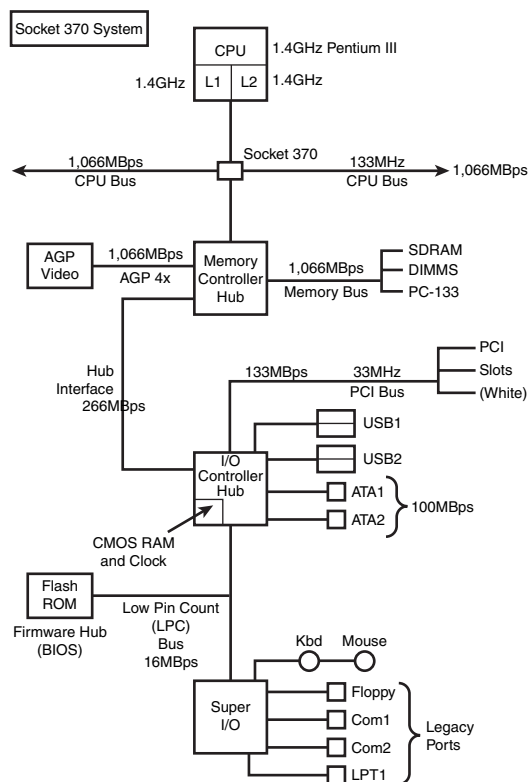 Socket 370 System
CPU
1.4GHz Pentium III
1.4GHz
L1
L2
1.4GHz
Socket 370
1,066MBps
CPU Bus
133MHz
CPU Bus
1,066MBps
AGP
Video
1,066MBps
AGP 4x
Memory
Controller
Hub
1,066MBps
Memory Bus
SDRAM
DIMMS
PC-133
Hub
Interface
266MBps
133MBps
33MHz
PCI Bus
PCI
Slots
(White)
I/O
Controller
Hub
USB1
USB2
ATA1
ATA2
100MBps
CMOS RAM
and Clock
Flash
ROM
Firmware Hub
(BIOS)
Low Pin Count
(LPC)
Bus
16MBps
Kbd
Mouse
Super
I/O
Floppy
Com1
Com2
LPT1
Legacy
Ports